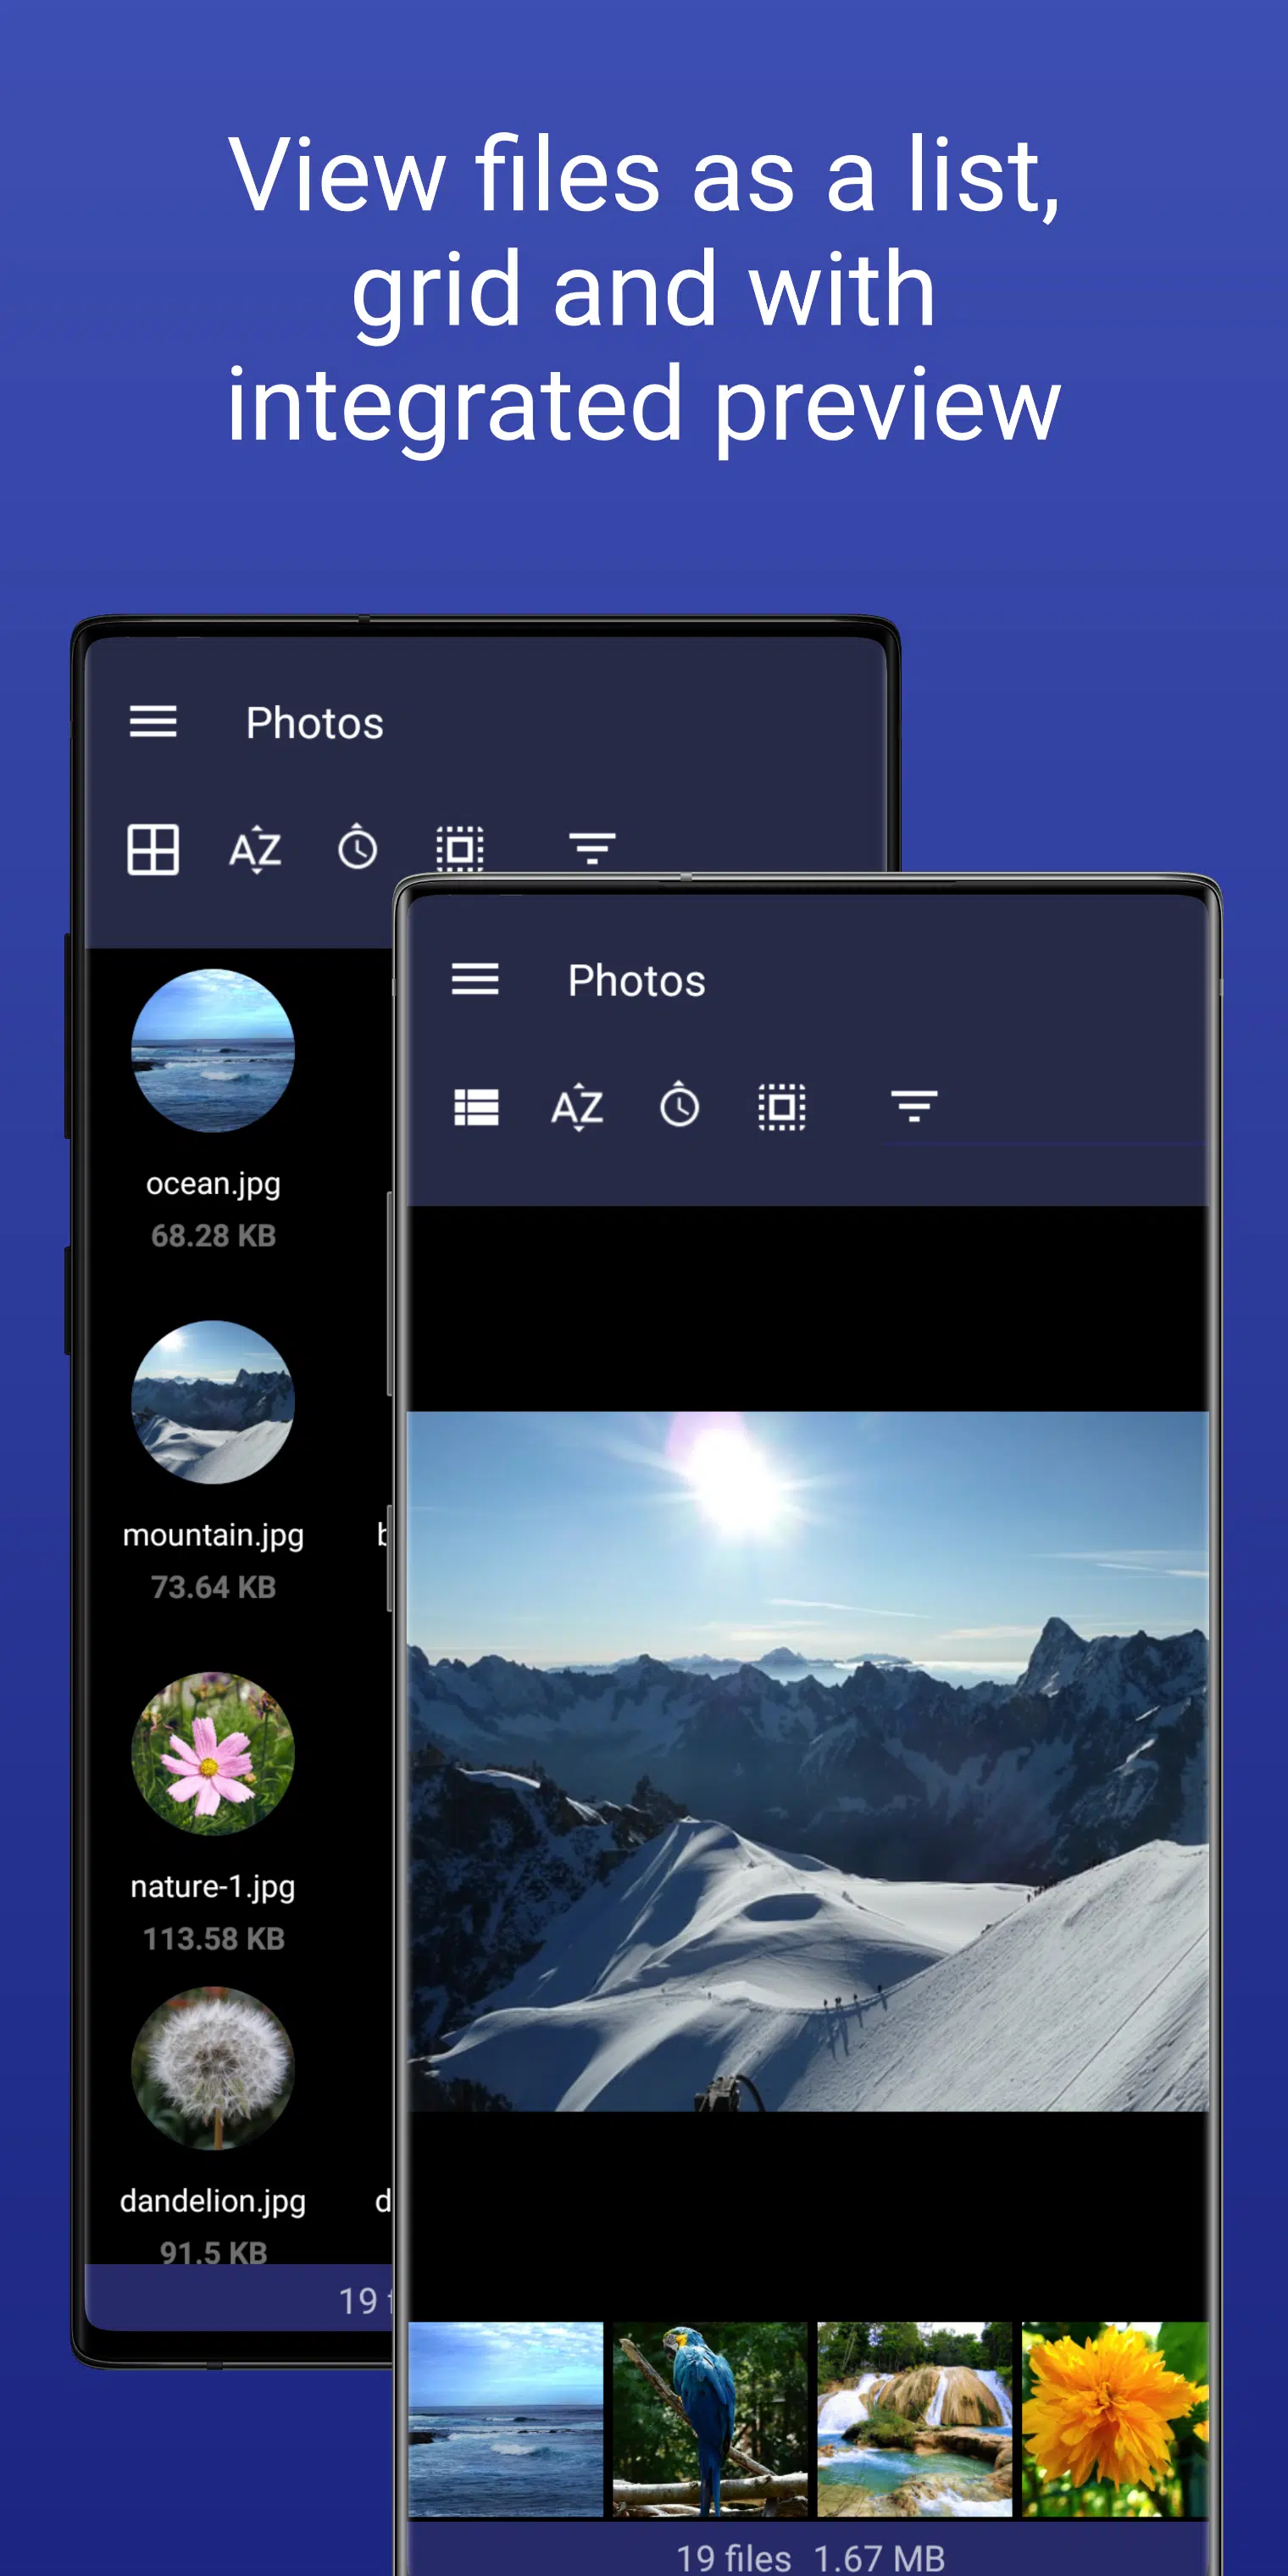 View files as a list,
grid and with
integrated preview
Photos
AZ
ocean.jpg
68.28 KB
mountain.jpg
73.64 KB
nature-1.jpg
113.58 KB
dandelion.jpg
91.5 KB
19
Photos
AZ
19 files 1.67 MB